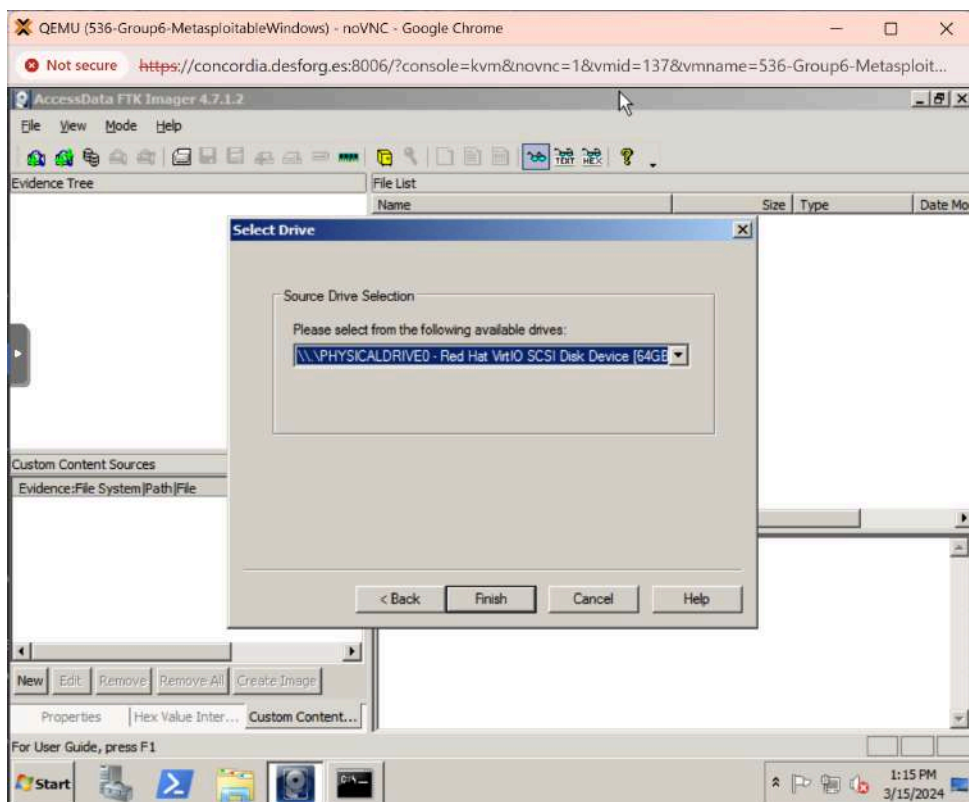 QEMU (536-Group6-MetasploitableWindows) - noVNC - Google Chrome
Not secure https://concordia.desforg.es:8006/?console=kvm&novnc=1&vmid=137&vmname=536-Group6-Metasploit...
AccessData FTK Imager 4.7.1.2
File View Mode Help
TEXT HEX
Evidence Tree
File List
Name Size Type Date Mo
Select Drive
Source Drive Selection
Please select from the following available drives:
\\.\PHYSICALDRIVE0 - Red Hat VirtIO SCSI Disk Device [64GB
Custom Content Sources
Evidence:File System|Path|File
< Back Finish Cancel Help
New Edit Remove Remove All Create Image
Properties Hex Value Inter... Custom Content...
For User Guide, press F1
Start
1:15 PM
3/15/2024